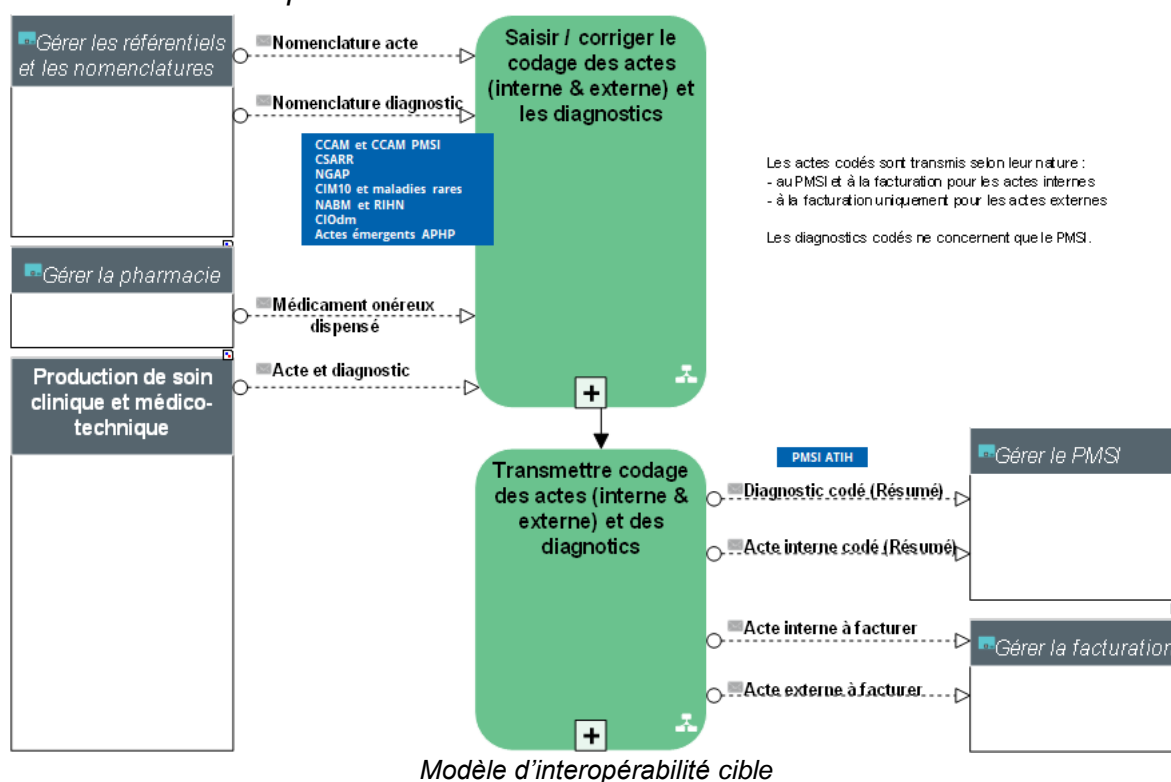 Gérer les référentiels
et les nomenclatures
Nomenclature acte
Nomenclature diagnostic
CCAM et CCAM PMSI
CSARR
NGAP
CIM10 et maladies rares
NABM et RIHN
CIOdm
Actes émergents APHP
Saisir / corriger le
codage des actes
(interne & externe) et
les diagnostics
Les actes codés sont transmis selon leur nature :
- au PMSI et à la facturation pour les actes internes
- à la facturation uniquement pour les actes externes
Les diagnostics codés ne concernent que le PMSI.
Gérer la pharmacie
Médicament onéreux
dispensé
Production de soin
clinique et médico-
technique
Acte et diagnostic
Transmettre codage
des actes (interne &
externe) et des
diagnotics
PMSI ATIH
Diagnostic codé (Résumé)
Acte interne codé (Résumé)
Gérer le PMSI
Acte interne à facturer
Acte externe à facturer
Gérer la facturation
Modèle d'interopérabilité cible